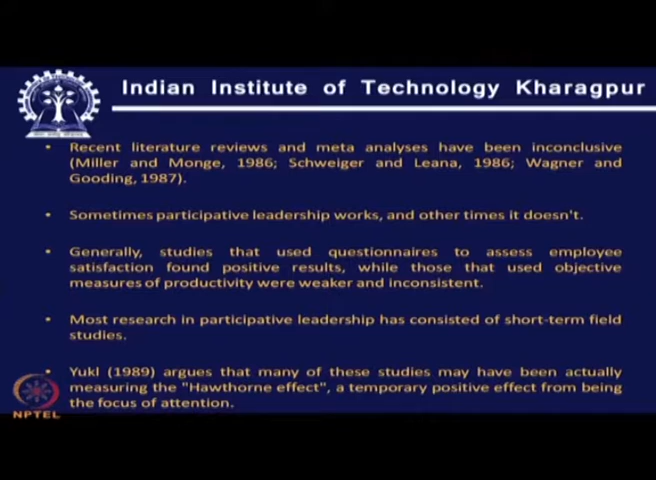 Indian Institute of Technology Kharagpur
• Recent literature reviews and meta analyses have been inconclusive
(Miller and Monge, 1986; Schweiger and Leana, 1986; Wagner and
Gooding, 1987).
• Sometimes participative leadership works, and other times it doesn't.
• Generally, studies that used questionnaires to assess employee
satisfaction found positive results, while those that used objective
measures of productivity were weaker and inconsistent.
• Most research in participative leadership has consisted of short-term field
studies.
• Yukl (1989) argues that many of these studies may have been actually
measuring the "Hawthorne effect", a temporary positive effect from being
the focus of attention.
NPTEL